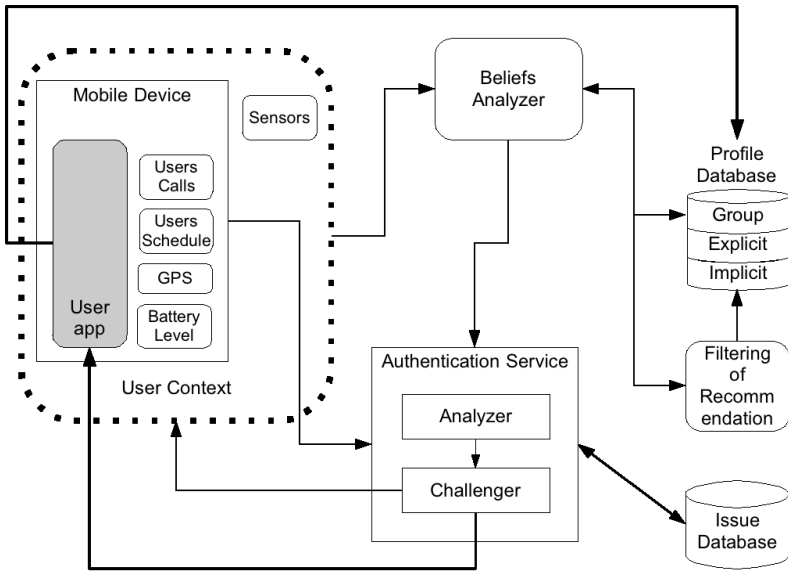 Mobile Device
Sensors
Users
Calls
Users
Schedule
GPS
Battery
Level
User
app
User Context
Beliefs
Analyzer
Profile
Database
Group
Explicit
Implicit
Filtering
of
Recomm
endation
Authentication Service
Analyzer
Challenger
Issue
Database